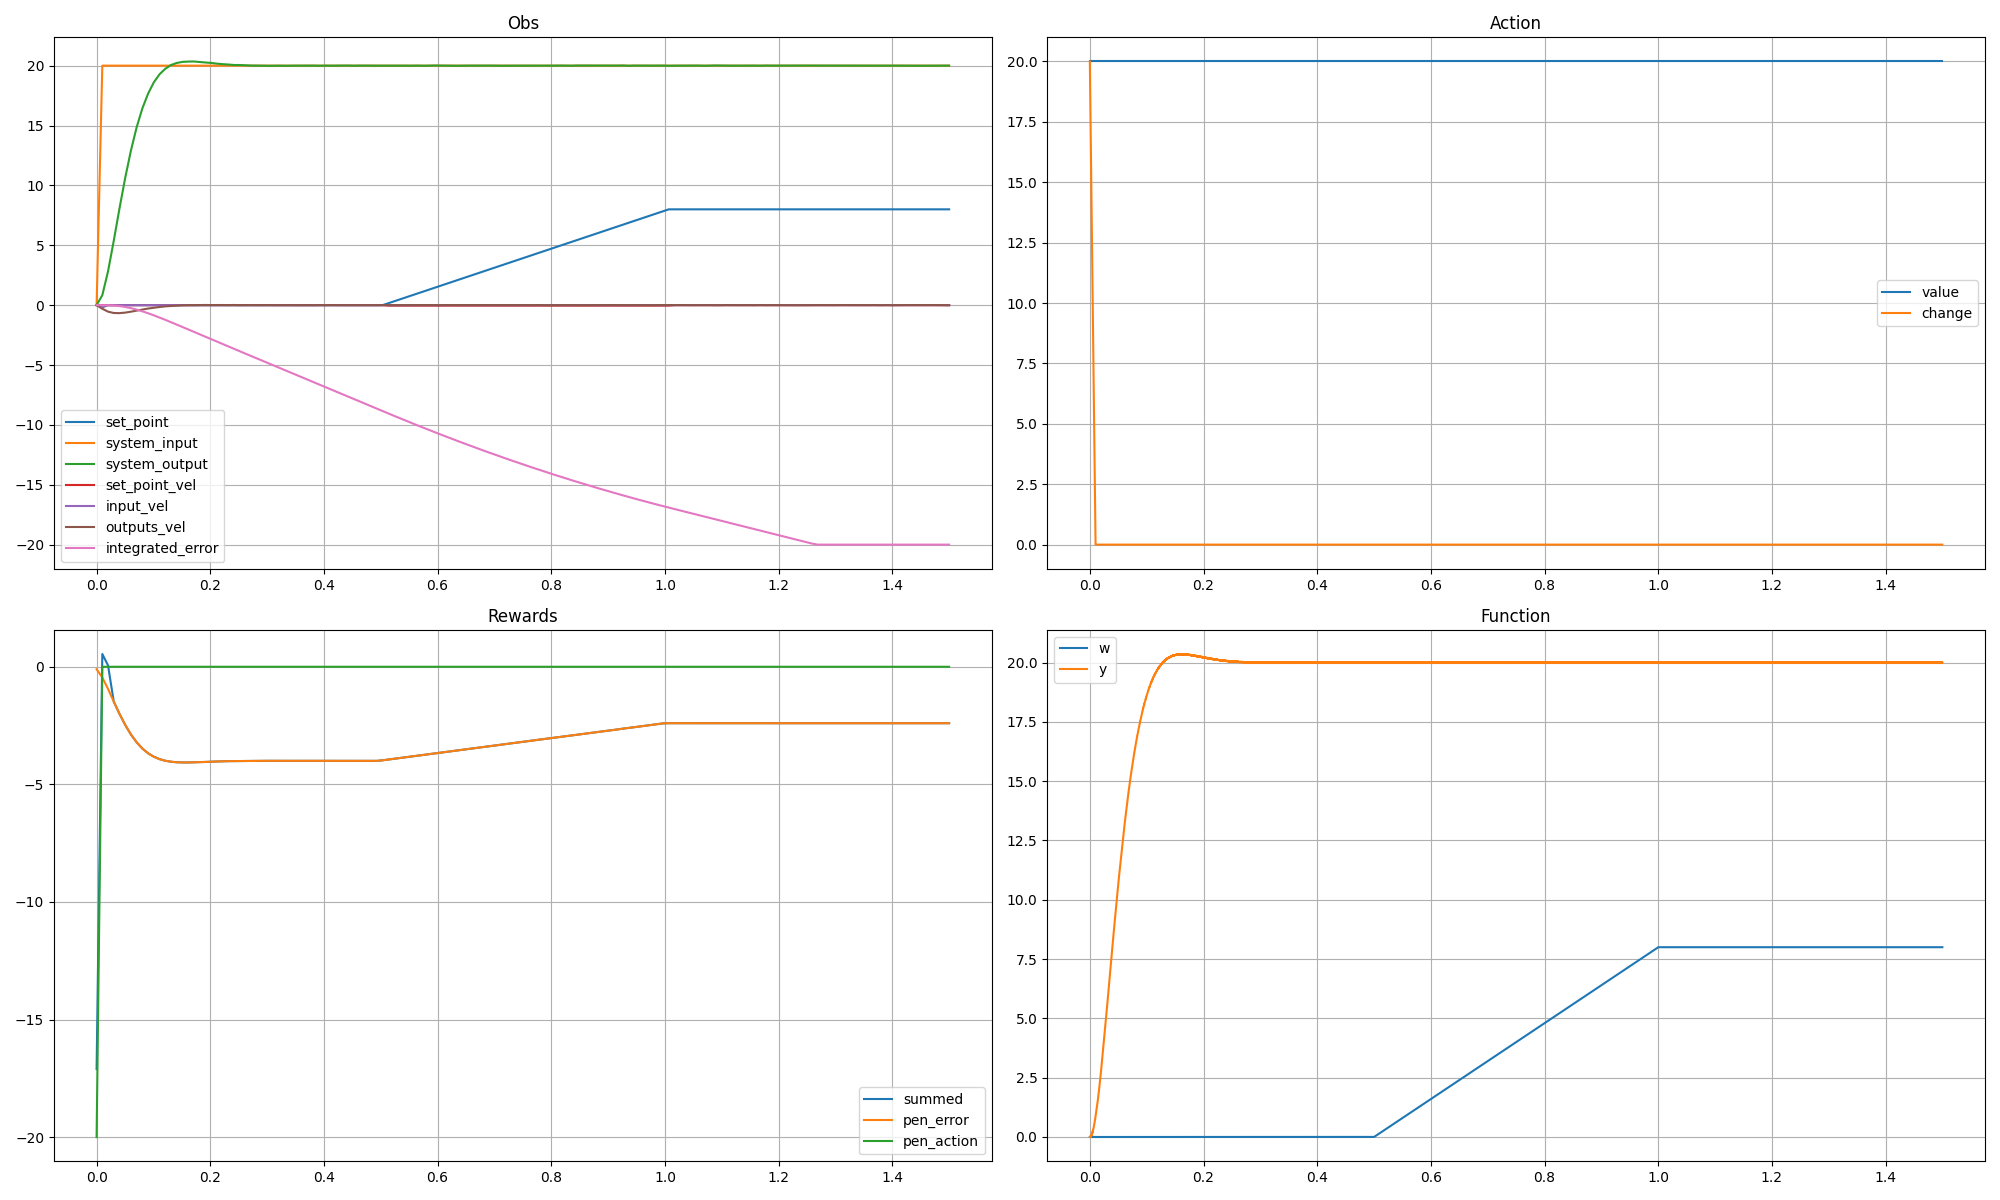 Obs
20
15
10
5
0
−5
−10
−15
−20
set_point
system_input
system_output
set_point_vel
input_vel
outputs_vel
integrated_error
0.0 0.2 0.4 0.6 0.8 1.0 1.2 1.4
Action
20.0
17.5
15.0
12.5
10.0
7.5
5.0
2.5
0.0
value
change
0.0 0.2 0.4 0.6 0.8 1.0 1.2 1.4
Rewards
0
−5
−10
−15
−20
summed
pen_error
pen_action
0.0 0.2 0.4 0.6 0.8 1.0 1.2 1.4
Function
w
y
20.0
17.5
15.0
12.5
10.0
7.5
5.0
2.5
0.0
0.0 0.2 0.4 0.6 0.8 1.0 1.2 1.4